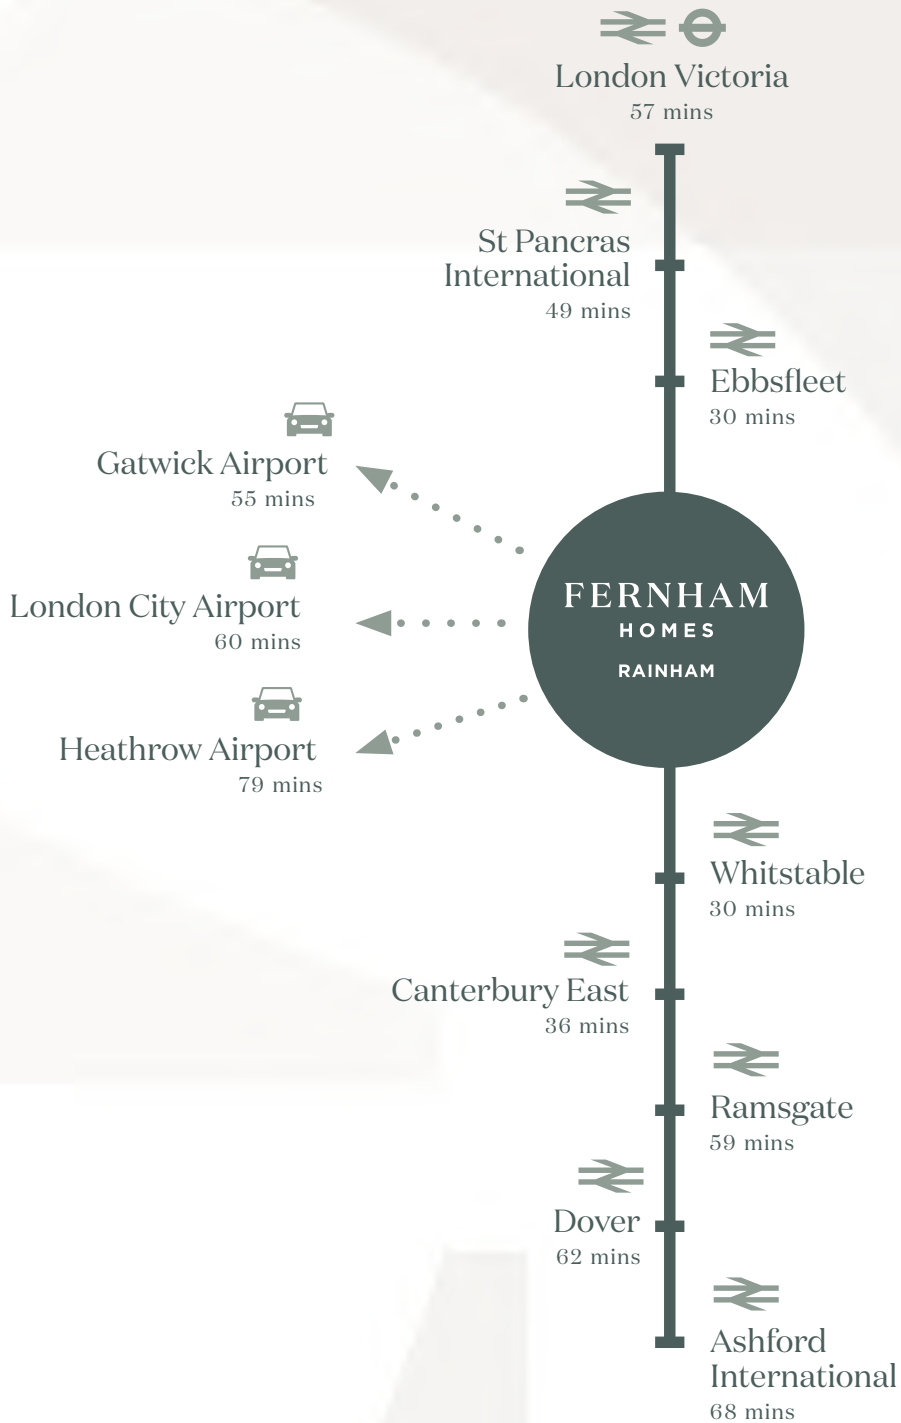 London Victoria
57 mins
St Pancras
International
49 mins
Ebbsfleet
30 mins
Gatwick Airport
55 mins
London City Airport
60 mins
Heathrow Airport
79 mins
FERNHAM
HOMES
RAINHAM
Whitstable
30 mins
Canterbury East
36 mins
Ramsgate
59 mins
Dover
62 mins
Ashford
International
68 mins